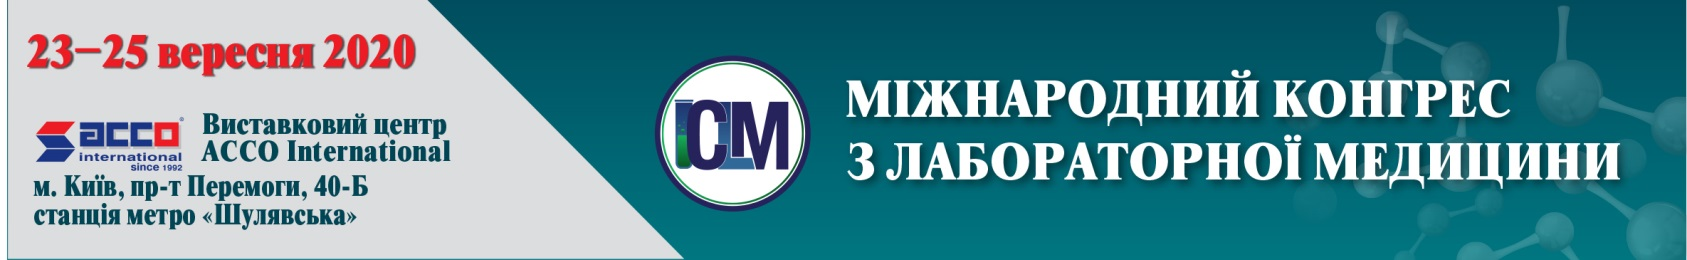 23–25 вересня 2020
acco
international
since 1992
Виставковий центр
ACCO International
м. Київ, пр-т Перемоги, 40-Б
станція метро «Шулявська»
ICLM
МІЖНАРОДНИЙ КОНГРЕС
З ЛАБОРАТОРНОЇ МЕДИЦИНИ